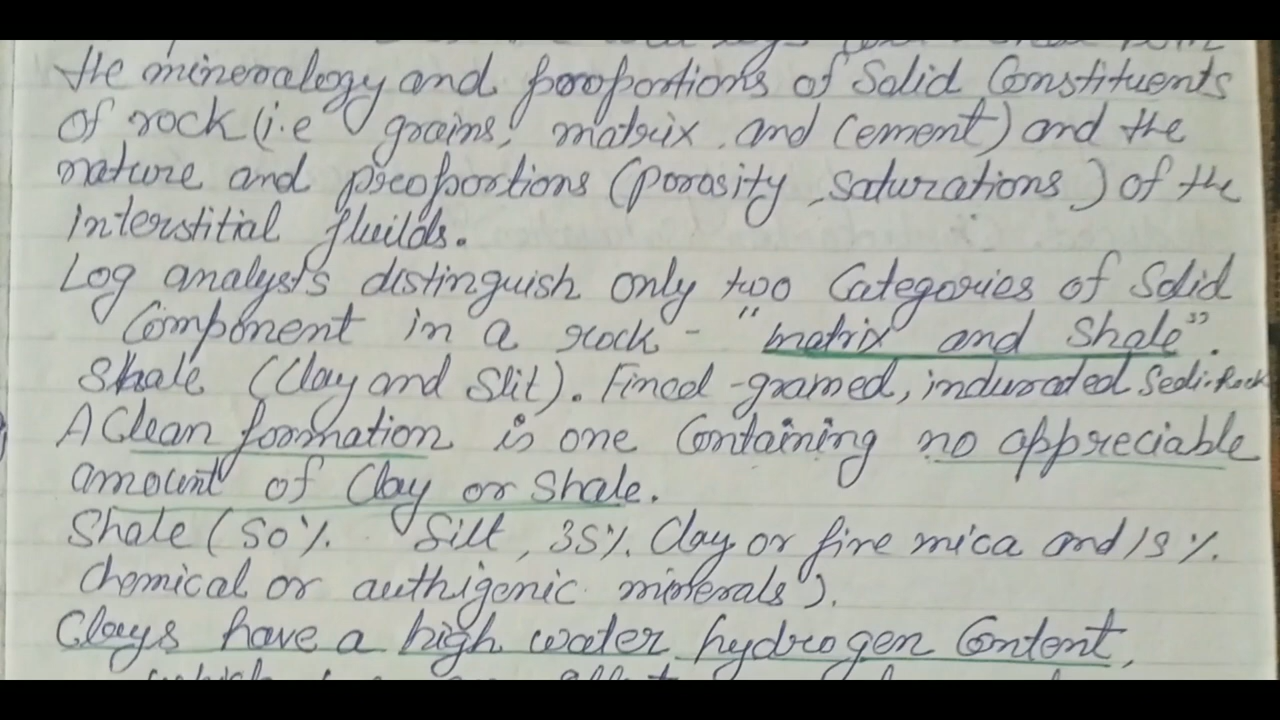 the mineralogy and proportions of Solid Constituents
of rock (i.e grains, matrix, and Cement) and the
nature and proportions (porosity, saturations) of the
interstitial fluilds.
Log analysts distinguish only two Categories of Solid
Component in a rock - "matrix and Shale".
Shale (Clay and Slit). Fined-grained, indurated Sedi. Rock
A Clean formation is one Containing no appreciable
amount of Clay or Shale.
Shale (50% Silt, 35% Clay or fine mica and 15%
Chemical or authigenic minerals).
Clays have a high water hydrogen Content,